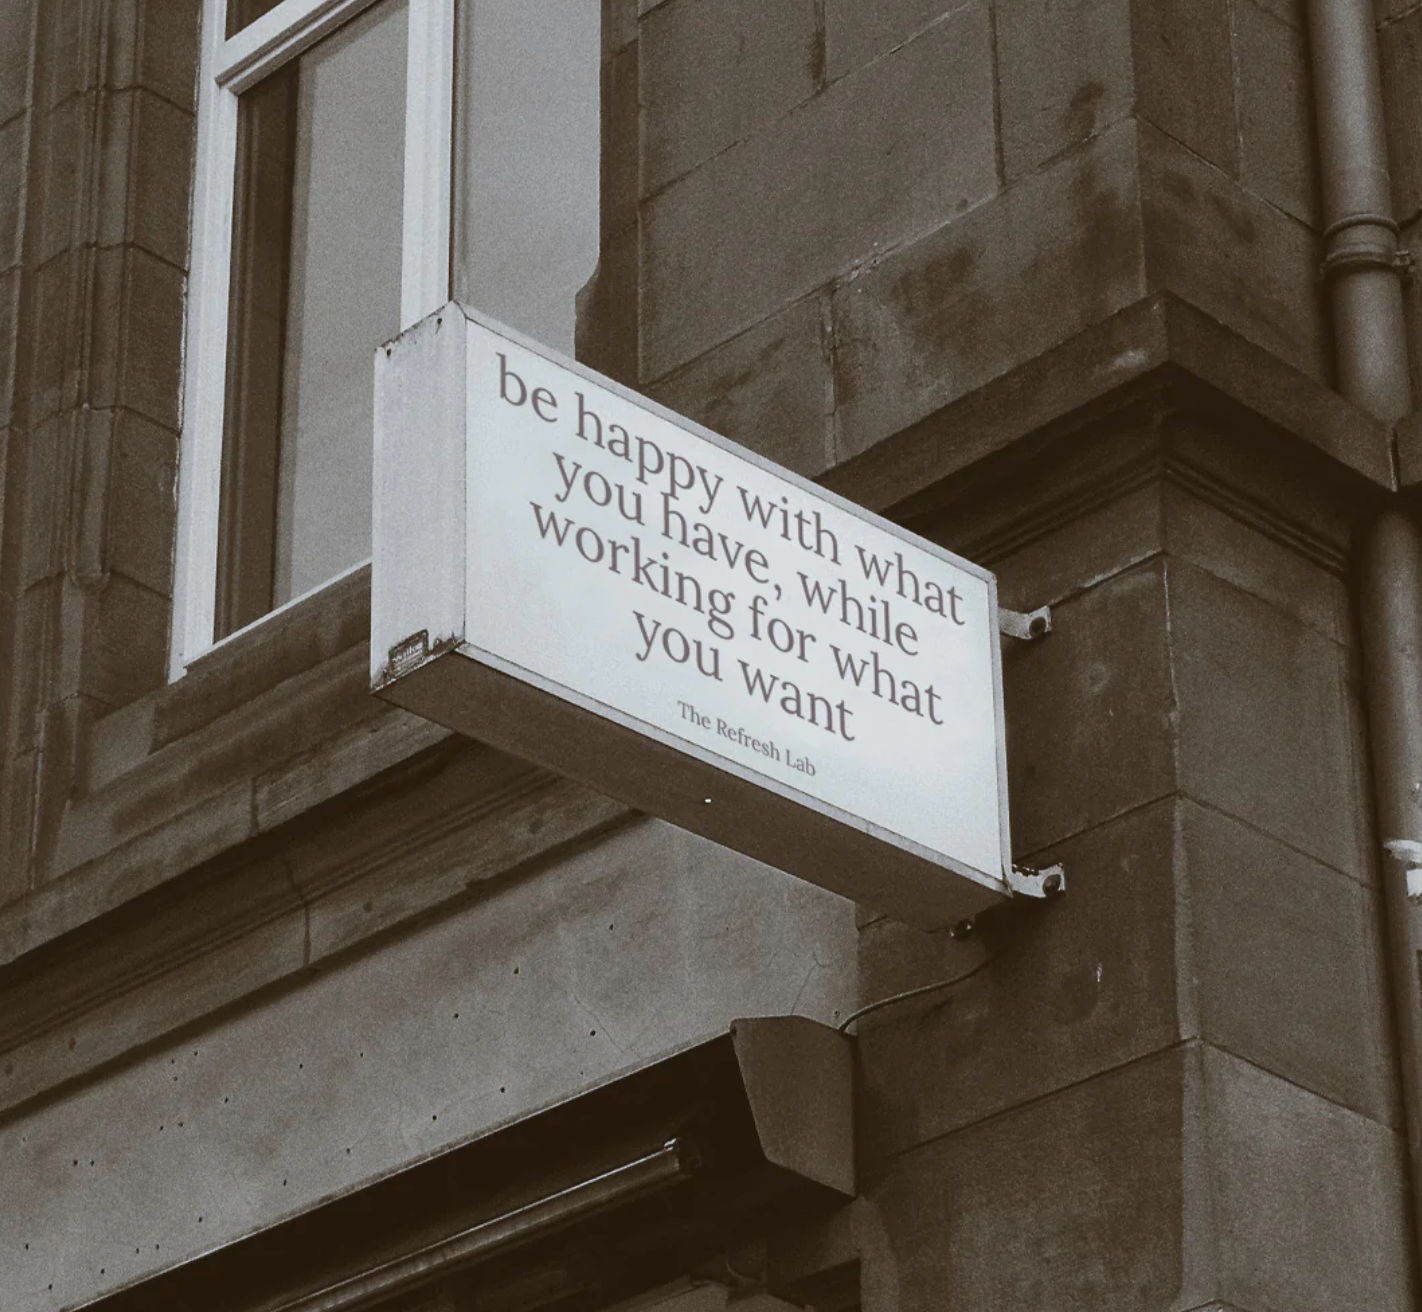 be happy with what
you have, while
working for what
you want
The Refresh Lab